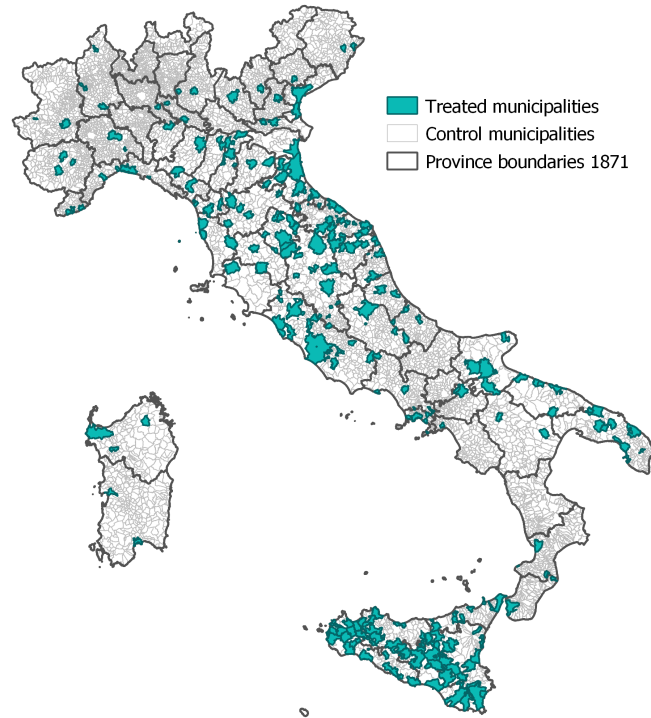 Treated municipalities
Control municipalities
Province boundaries 1871